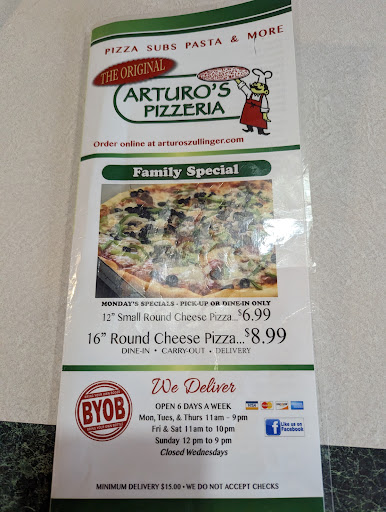 PIZZA SUBS PASTA & MORE
THE ORIGINAL
ARTURO'S
PIZZERIA
Order online at arturoszullinger.com
Family Special
MONDAY'S SPECIALS - PICK-UP OR DINE-IN ONLY
12" Small Round Cheese Pizza...$6.99
16" Round Cheese Pizza...$8.99
DINE-IN • CARRY-OUT • DELIVERY
We Deliver
BYOB
OPEN 6 DAYS A WEEK
Mon, Tues, & Thurs 11am - 9pm
Fri & Sat 11am to 10pm
Sunday 12 pm to 9 pm
Closed Wednesdays
VISA
Like us on
Facebook
MINIMUM DELIVERY $15.00 • WE DO NOT ACCEPT CHECKS